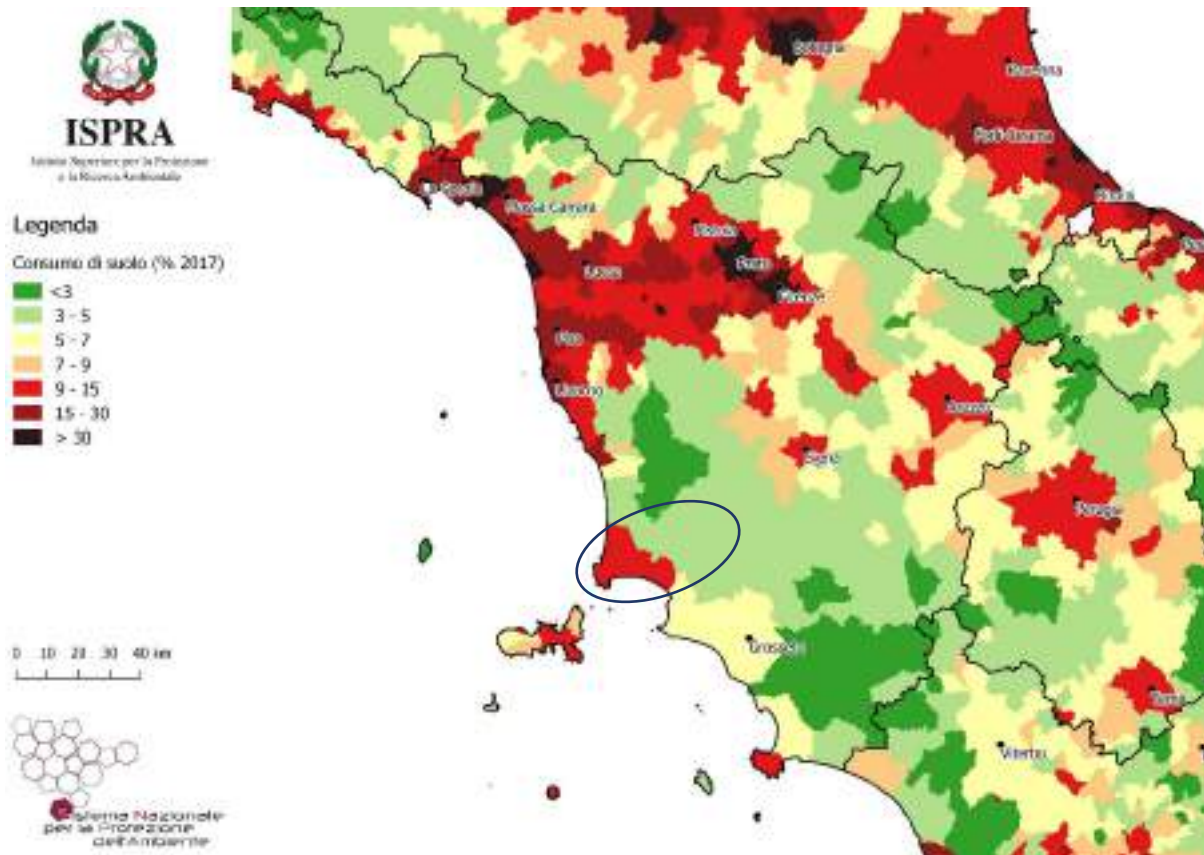 ISPRA
Istituto Superiore per la Protezione
e la Ricerca Ambientale
Legenda
Consumo di suolo (% 2017)
<3
3 - 5
5 - 7
7 - 9
9 - 15
15 - 30
> 30
0 10 20 30 40 km
Sistema Nazionale
per la Protezione
dell'Ambiente
Bologna
Ravenna
Forlì-Cesena
Rimini
La Spezia
Massa-Carrara
Pistoia
Prato
Lucca
Firenze
Pisa
Livorno
Arezzo
Siena
Perugia
Grosseto
Terni
Viterbo